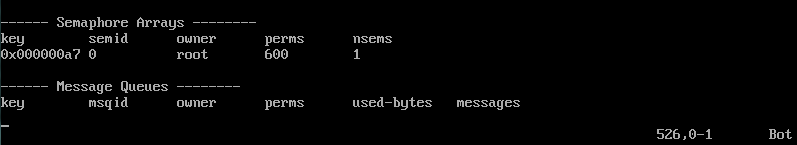 ------ Semaphore Arrays --------
key        semid      owner      perms      nsems
0x000000a7 0          root       600        1
------ Message Queues --------
key        msqid      owner      perms      used-bytes   messages
526,0-1       Bot